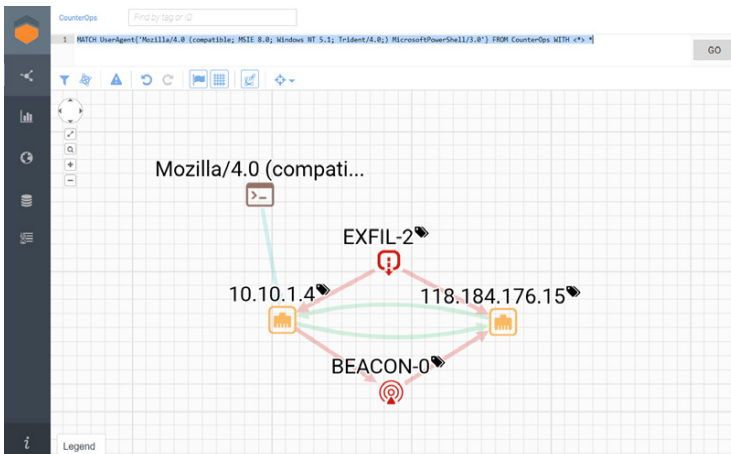 CounterOps
Find by tag or ID
1 MATCH UserAgent{'Mozilla/4.0 (compatible; MSIE 8.0; Windows NT 5.1; Trident/4.0;) MicrosoftPowerShell/3.0'} FROM CounterOps WITH <*> *
GO
Mozilla/4.0 (compati...
EXFIL-2
10.10.1.4
118.184.176.15
BEACON-0
i
Legend